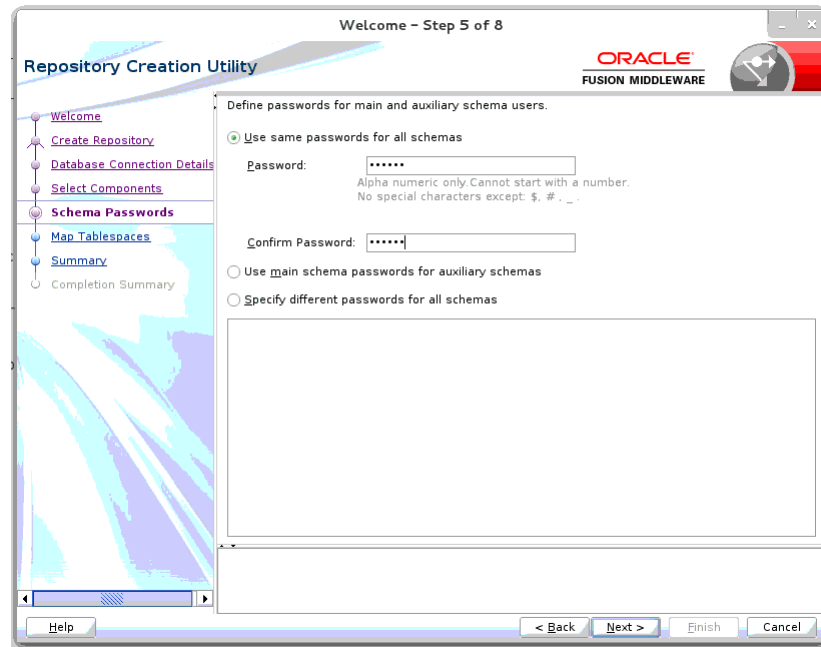 Welcome – Step 5 of 8
Repository Creation Utility
ORACLE
FUSION MIDDLEWARE
Welcome
Create Repository
Database Connection Details
Select Components
Schema Passwords
Map Tablespaces
Summary
Completion Summary
Define passwords for main and auxiliary schema users.
Use same passwords for all schemas
Password: ••••••
Alpha numeric only.Cannot start with a number.
No special characters except: $, # , _ .
Confirm Password: ••••••
Use main schema passwords for auxiliary schemas
Specify different passwords for all schemas
Help
< Back
Next >
Finish
Cancel